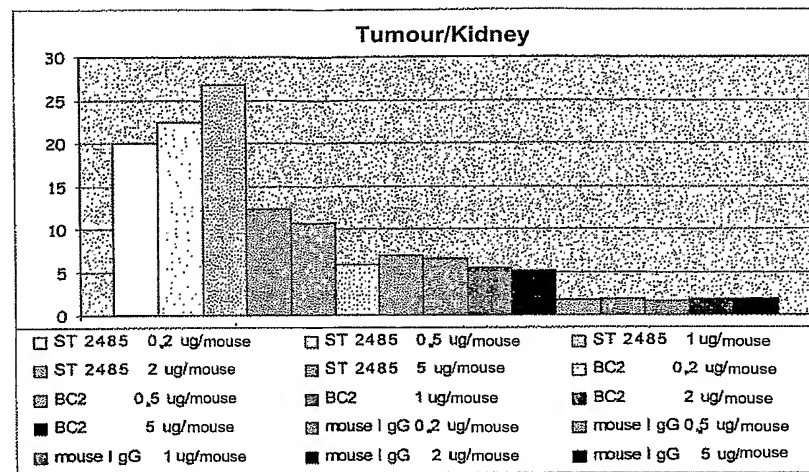 Tumour/Kidney
30
25
20
15
10
5
0
ST 2485 0,2 ug/mouse ST 2485 0,5 ug/mouse ST 2485 1 ug/mouse
ST 2485 2 ug/mouse ST 2485 5 ug/mouse BC2 0,2 ug/mouse
BC2 0,5 ug/mouse BC2 1 ug/mouse BC2 2 ug/mouse
BC2 5 ug/mouse mouse I gG 0,2 ug/mouse mouse I gG 0,5 ug/mouse
mouse I gG 1 ug/mouse mouse I gG 2 ug/mouse mouse I gG 5 ug/mouse